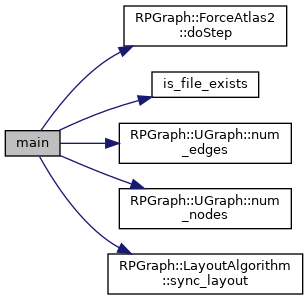 RPGraph::ForceAtlas2
::doStep
is_file_exists
main
RPGraph::UGraph::num
_edges
RPGraph::UGraph::num
_nodes
RPGraph::LayoutAlgorithm
::sync_layout